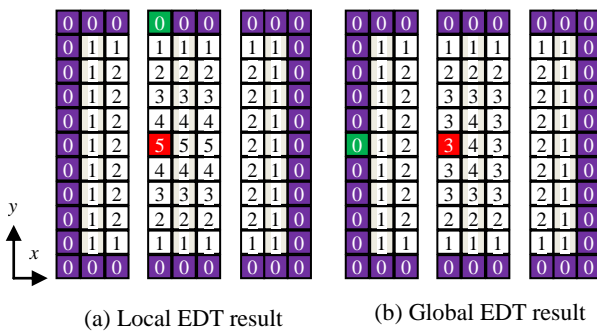 0 0 0 0 0 0 0 0 0 0 0 0 0 0 0 0 0 0
0 1 1 1 1 1 1 1 0 0 1 1 1 1 1 1 1 0
0 1 2 2 2 2 2 1 0 0 1 2 2 2 2 2 1 0
0 1 2 3 3 3 2 1 0 0 1 2 3 3 3 2 1 0
0 1 2 4 4 4 2 1 0 0 1 2 3 4 3 2 1 0
0 1 2 5 5 5 2 1 0 0 1 2 3 4 3 2 1 0
0 1 2 4 4 4 2 1 0 0 1 2 3 4 3 2 1 0
0 1 2 3 3 3 2 1 0 0 1 2 3 3 3 2 1 0
0 1 2 2 2 2 2 1 0 0 1 2 2 2 2 2 1 0
0 1 1 1 1 1 1 1 0 0 1 1 1 1 1 1 1 0
0 0 0 0 0 0 0 0 0 0 0 0 0 0 0 0 0 0
y
x
(a) Local EDT result
(b) Global EDT result